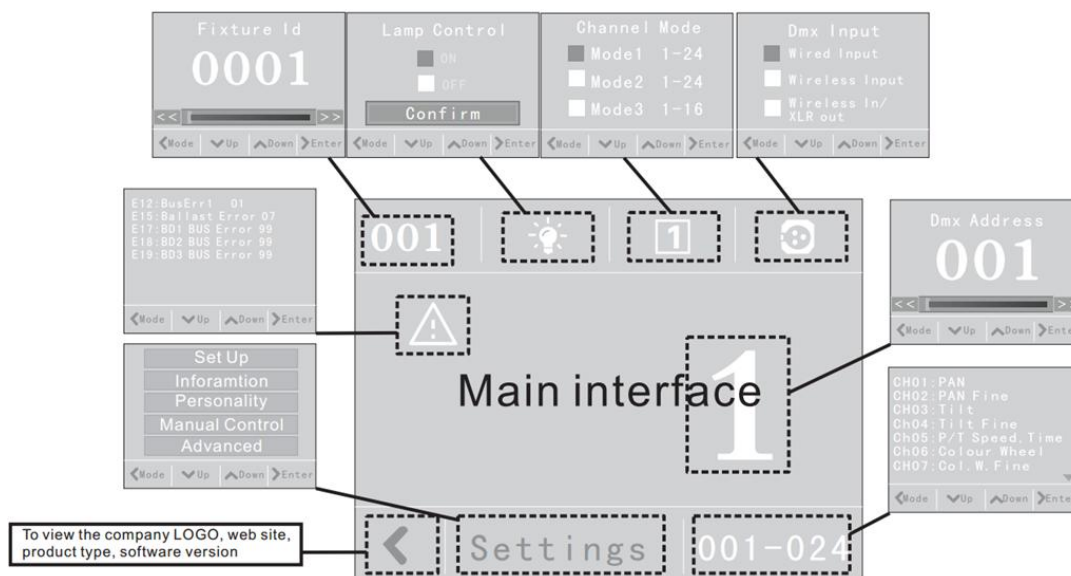 Fixture Id
0001
<< >>
Mode Up Down Enter
Lamp Control
ON
OFF
Confirm
Mode Up Down Enter
Channel Mode
Mode1 1-24
Mode2 1-24
Mode3 1-16
Mode Up Down Enter
Dmx Input
Wired Input
Wireless Input
Wireless In/
XLR out
Mode Up Down Enter
E12:BusErr1 01
E15:Ballast Error 07
E17:BD1 BUS Error 99
E18:BD2 BUS Error 99
E19:BD3 BUS Error 99
Mode Up Down Enter
001
1
Dmx Address
001
<< >>
Mode Up Down Enter
Set Up
Inforamtion
Personality
Manual Control
Advanced
Mode Up Down Enter
Main interface
1
CH01:PAN
CH02:PAN Fine
CH03:Tilt
Ch04:Tilt Fine
Ch05:P/T Speed,Time
Ch06:Colour Wheel
CH07:Col.W.Fine
Mode Up Down Enter
To view the company LOGO, web site,
product type, software version
Settings
001-024